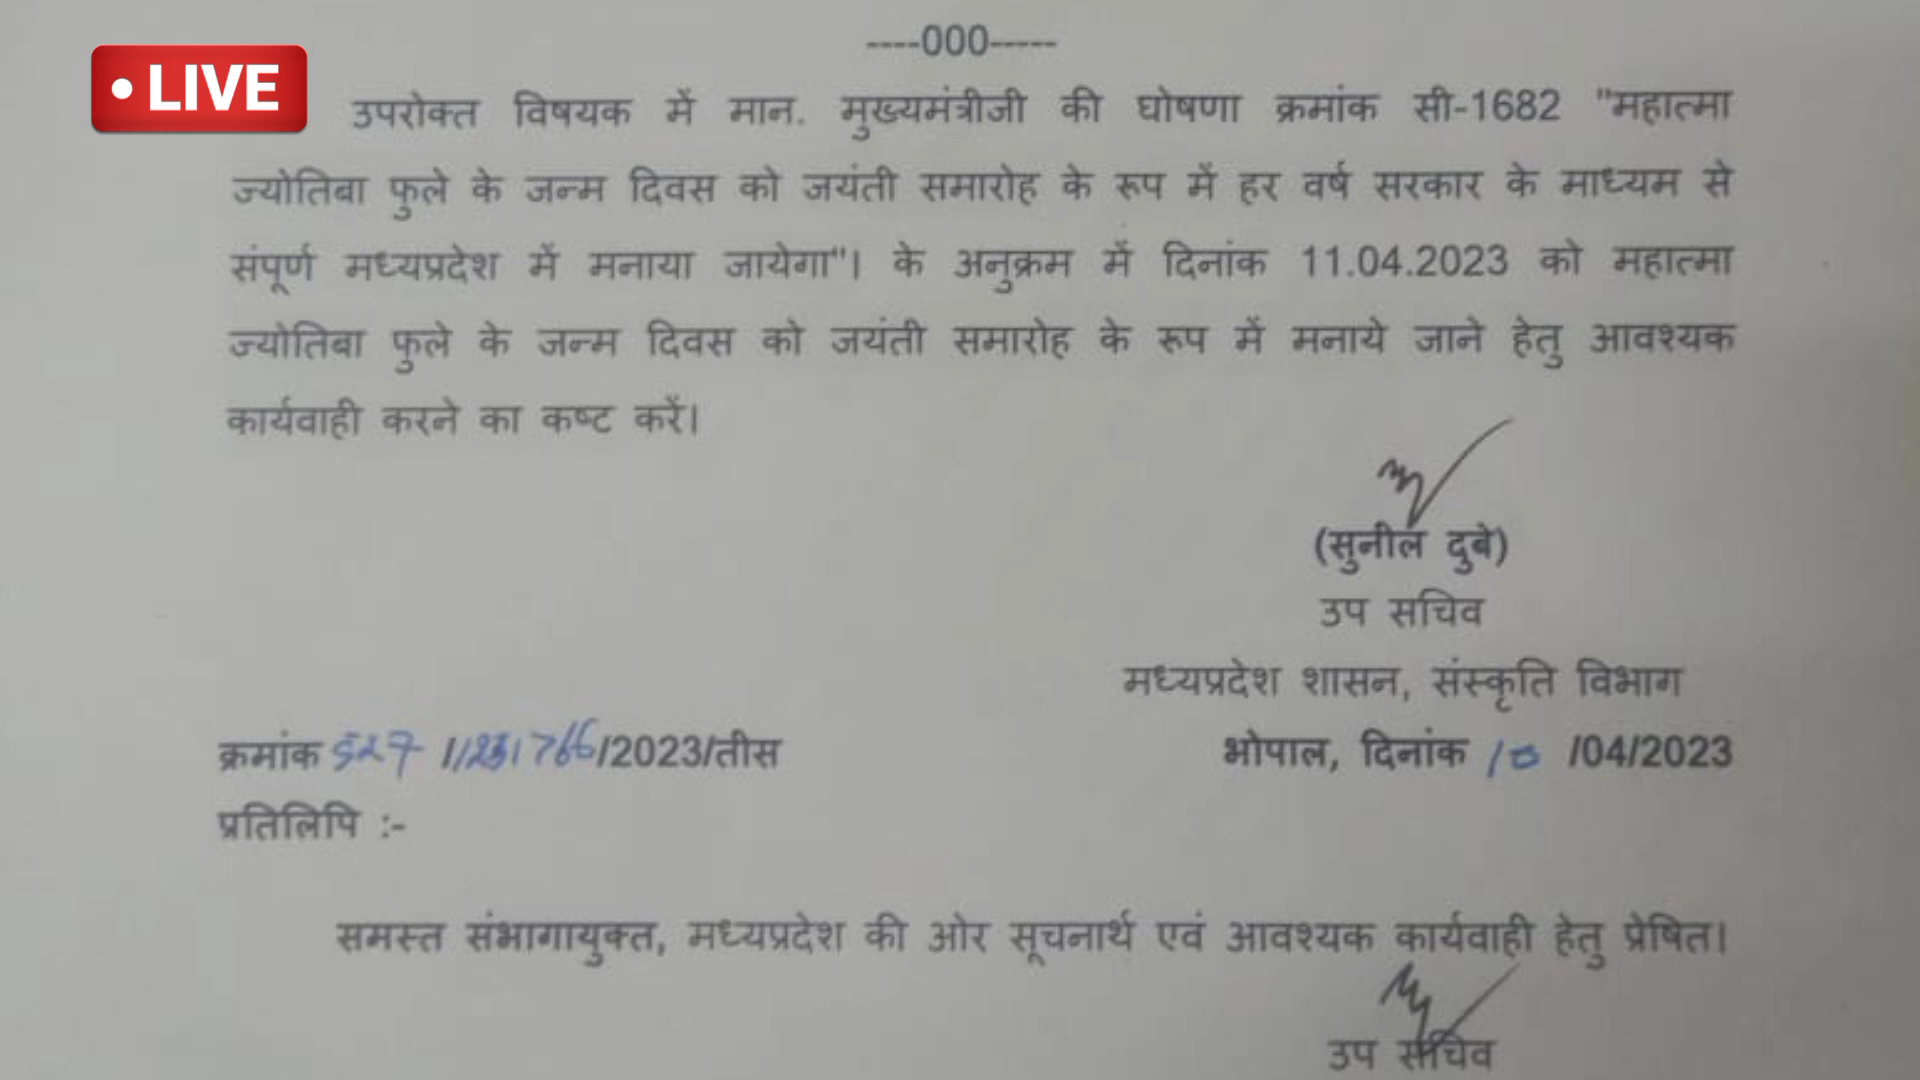 ----000-----
• LIVE
उपरोक्त विषयक में मान. मुख्यमंत्रीजी की घोषणा क्रमांक सी-1682 "महात्मा
ज्योतिबा फुले के जन्म दिवस को जयंती समारोह के रूप में हर वर्ष सरकार के माध्यम से
संपूर्ण मध्यप्रदेश में मनाया जायेगा"। के अनुक्रम में दिनांक 11.04.2023 को महात्मा
ज्योतिबा फुले के जन्म दिवस को जयंती समारोह के रूप में मनाये जाने हेतु आवश्यक
कार्यवाही करने का कष्ट करें।
(सुनील दुबे)
उप सचिव
मध्यप्रदेश शासन, संस्कृति विभाग
क्रमांक 527 /2023/तीस
भोपाल, दिनांक 10 /04/2023
प्रतिलिपि :-
समस्त संभागायुक्त, मध्यप्रदेश की ओर सूचनार्थ एवं आवश्यक कार्यवाही हेतु प्रेषित।
उप सचिव